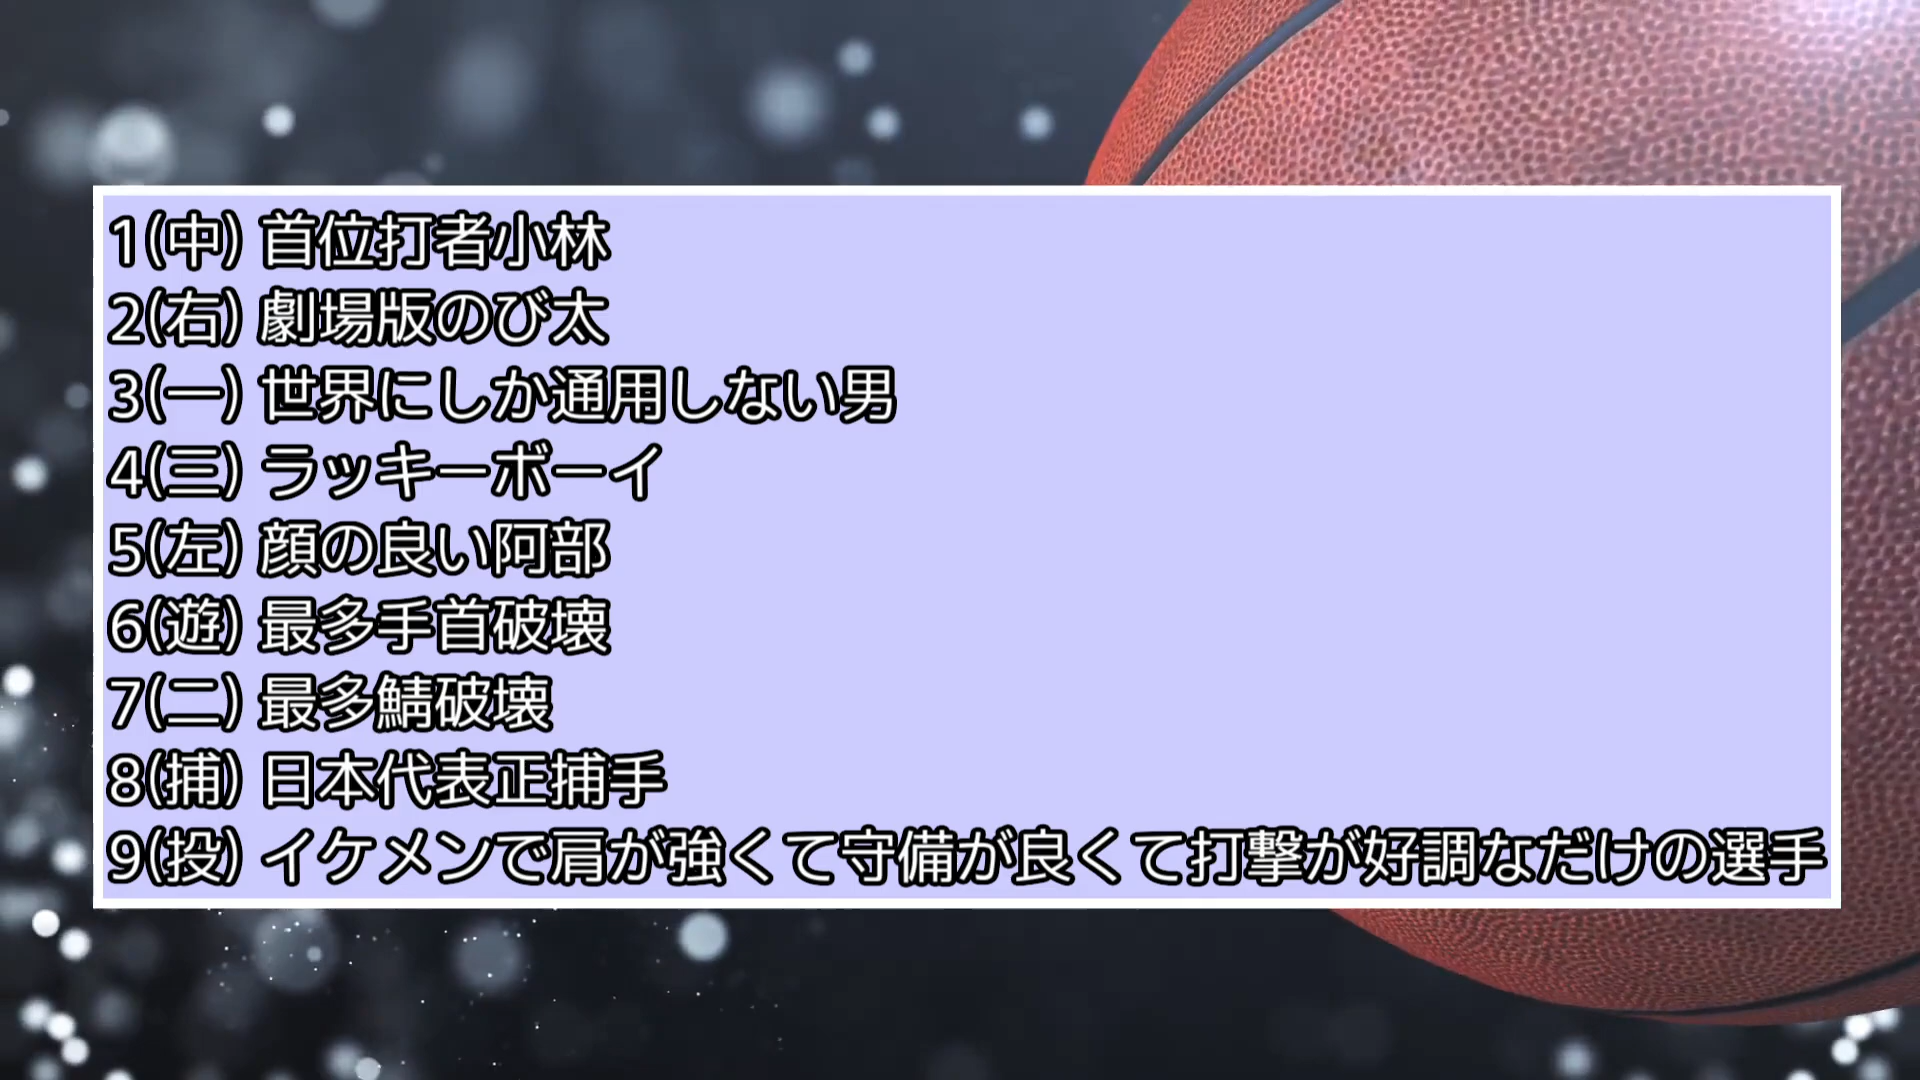 1(中) 首位打者小林
2(右) 劇場版のび太
3(一) 世界にしか通用しない男
4(三) ラッキーボーイ
5(左) 顔の良い阿部
6(遊) 最多手首破壊
7(二) 最多鯖破壊
8(捕) 日本代表正捕手
9(投) イケメンで肩が強くて守備が良くて打撃が好調なだけの選手